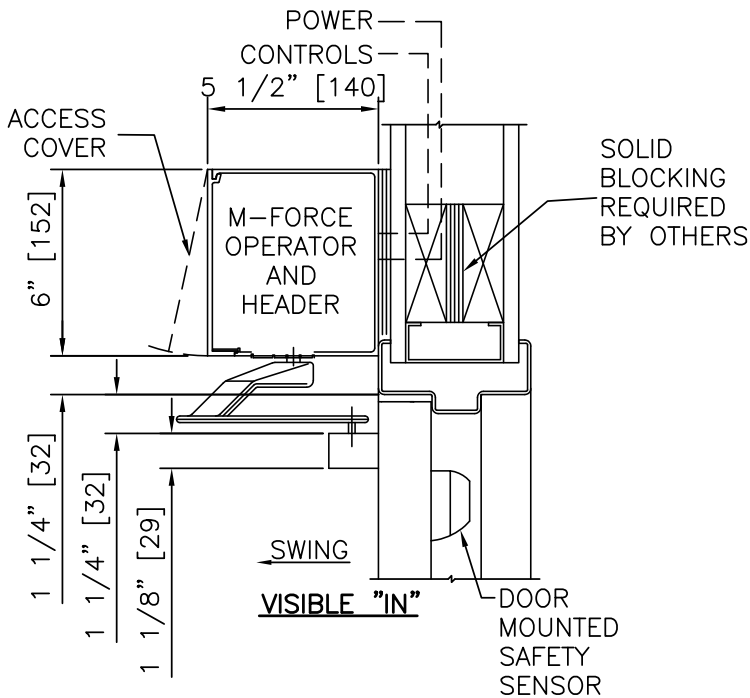 POWER
CONTROLS
5 1/2" [140]
ACCESS
COVER
SOLID
BLOCKING
REQUIRED
BY OTHERS
M-FORCE
OPERATOR
AND
HEADER
6" [152]
1 1/4" [32]
1 1/4" [32]
1 1/8" [29]
SWING
VISIBLE "IN"
DOOR
MOUNTED
SAFETY
SENSOR